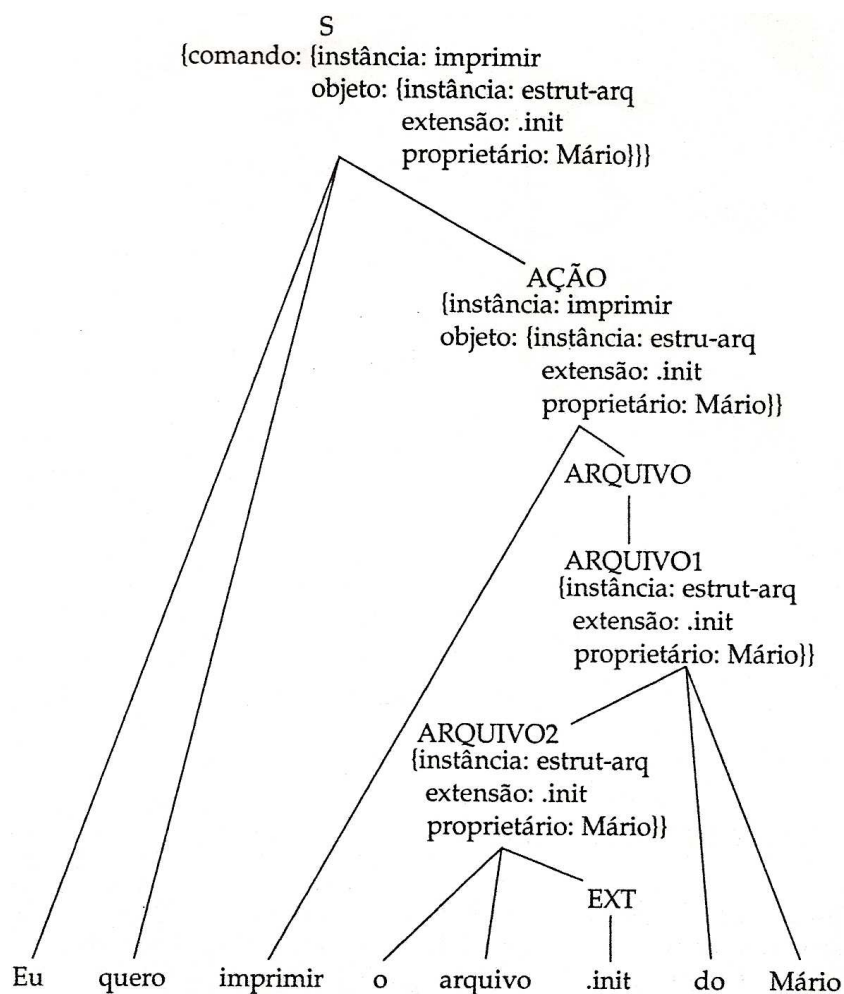 S
{comando: {instância: imprimir
objeto: {instância: estrut-arq
extensão: .init
proprietário: Mário}}}
AÇÃO
{instância: imprimir
objeto: {instância: estru-arq
extensão: .init
proprietário: Mário}}
ARQUIVO
ARQUIVO1
{instância: estrut-arq
extensão: .init
proprietário: Mário}}
ARQUIVO2
{instância: estrut-arq
extensão: .init
proprietário: Mário}}
EXT
Eu quero imprimir o arquivo .init do Mário